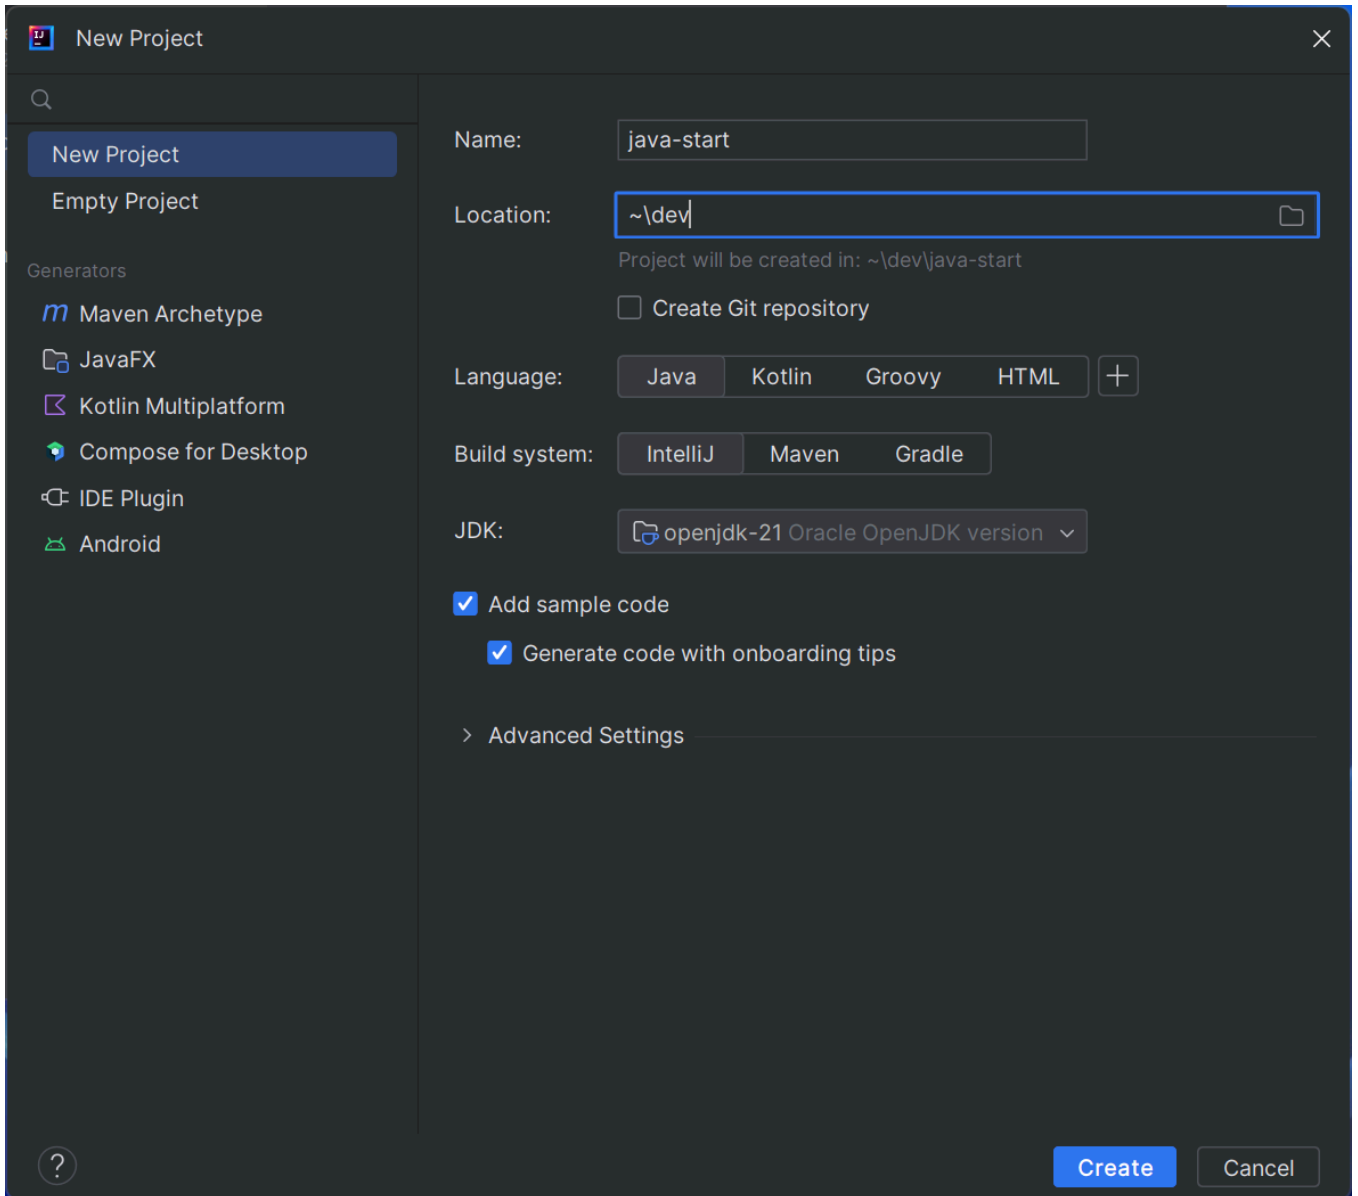 New Project
New Project
Empty Project
Generators
Maven Archetype
JavaFX
Kotlin Multiplatform
Compose for Desktop
IDE Plugin
Android
Name: java-start
Location: ~\dev
Project will be created in: ~\dev\java-start
Create Git repository
Language: Java Kotlin Groovy HTML
Build system: IntelliJ Maven Gradle
JDK: openjdk-21 Oracle OpenJDK version
Add sample code
Generate code with onboarding tips
Advanced Settings
? Create Cancel